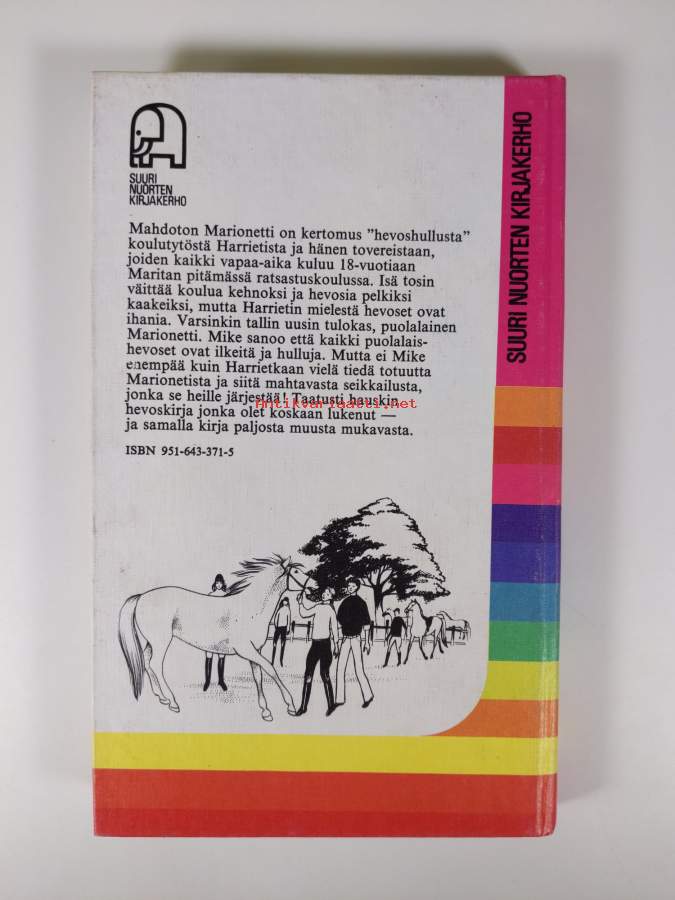 SUURI
NUORTEN
KIRJAKERHO
Mahdoton Marionetti on kertomus "hevoshullusta"
koulutytöstä Harrietista ja hänen tovereistaan,
joiden kaikki vapaa-aika kuluu 18-vuotiaan
Maritan pitämässä ratsastuskoulussa. Isä tosin
väittää koulua kehnoksi ja hevosia pelkiksi
kaakeiksi, mutta Harrietin mielestä hevoset ovat
ihania. Varsinkin tallin uusin tulokas, puolalainen
Marionetti. Mike sanoo että kaikki puolalais-
hevoset ovat ilkeitä ja hulluja. Mutta ei Mike
enempää kuin Harrietkaan vielä tiedä totuutta
Marionetista ja siitä mahtavasta seikkailusta,
jonka se heille järjestää! Taatusti hauskin
hevoskirja jonka olet koskaan lukenut —
ja samalla kirja paljosta muusta mukavasta.
ISBN 951-643-371-5
SUURI NUORTEN KIRJAKERHO
Antikvariaatti.net